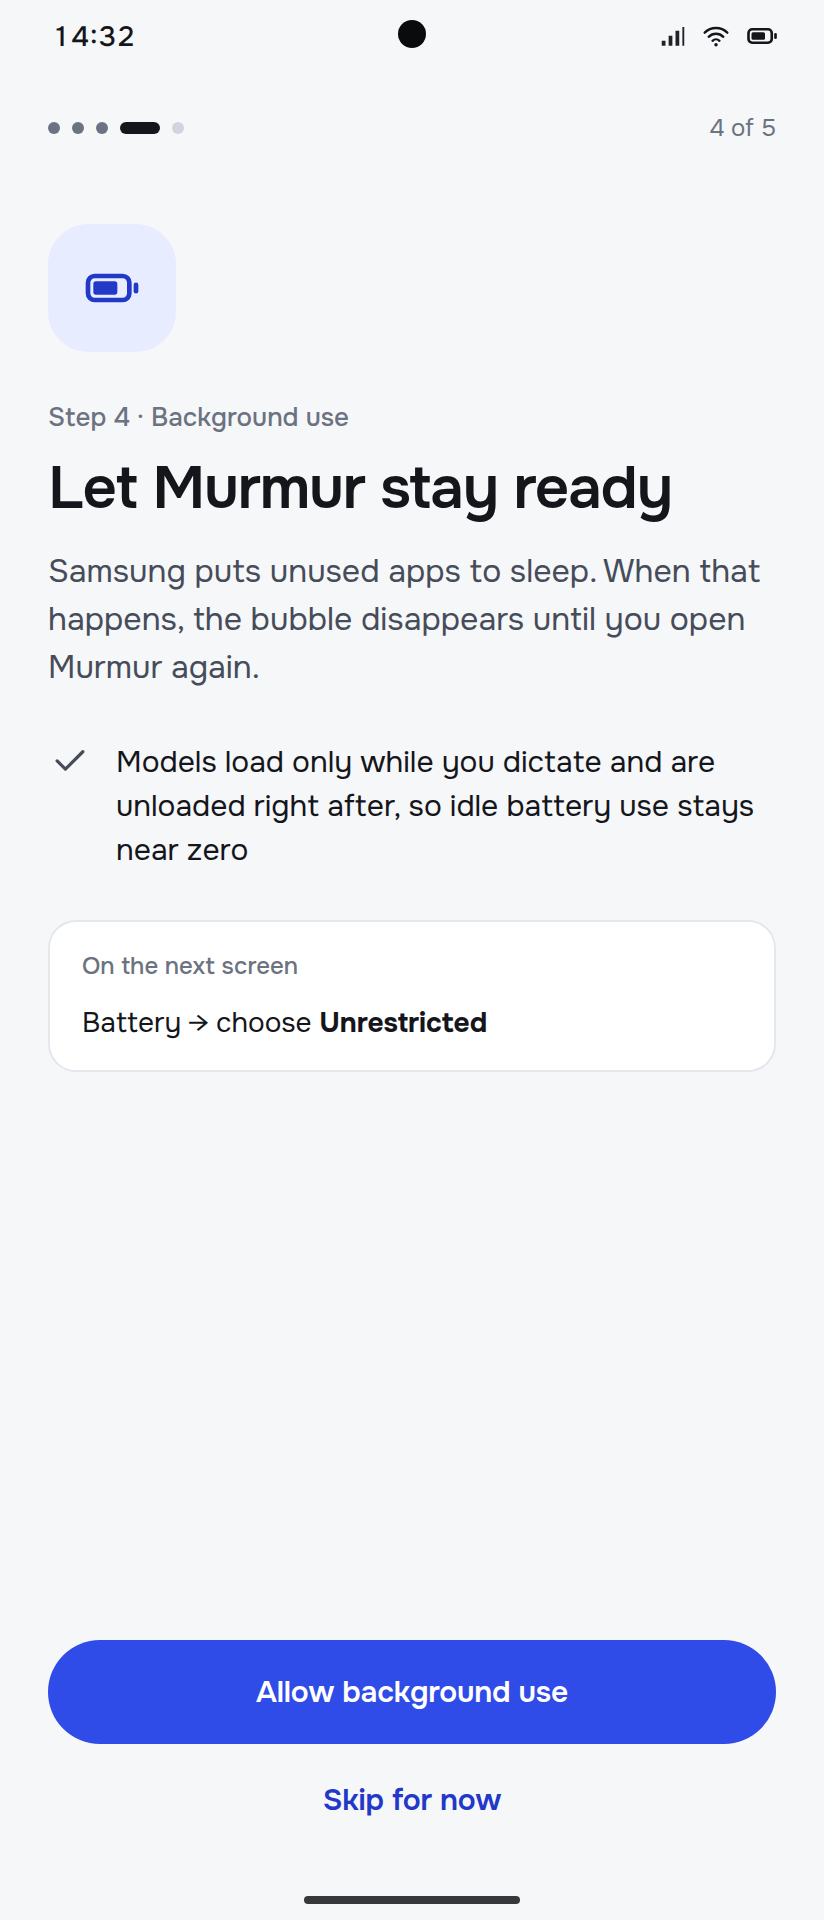 14:32
4 of 5
Step 4 · Background use
Let Murmur stay ready
Samsung puts unused apps to sleep. When that
happens, the bubble disappears until you open
Murmur again.
Models load only while you dictate and are
unloaded right after, so idle battery use stays
near zero
On the next screen
Battery → choose Unrestricted
Allow background use
Skip for now